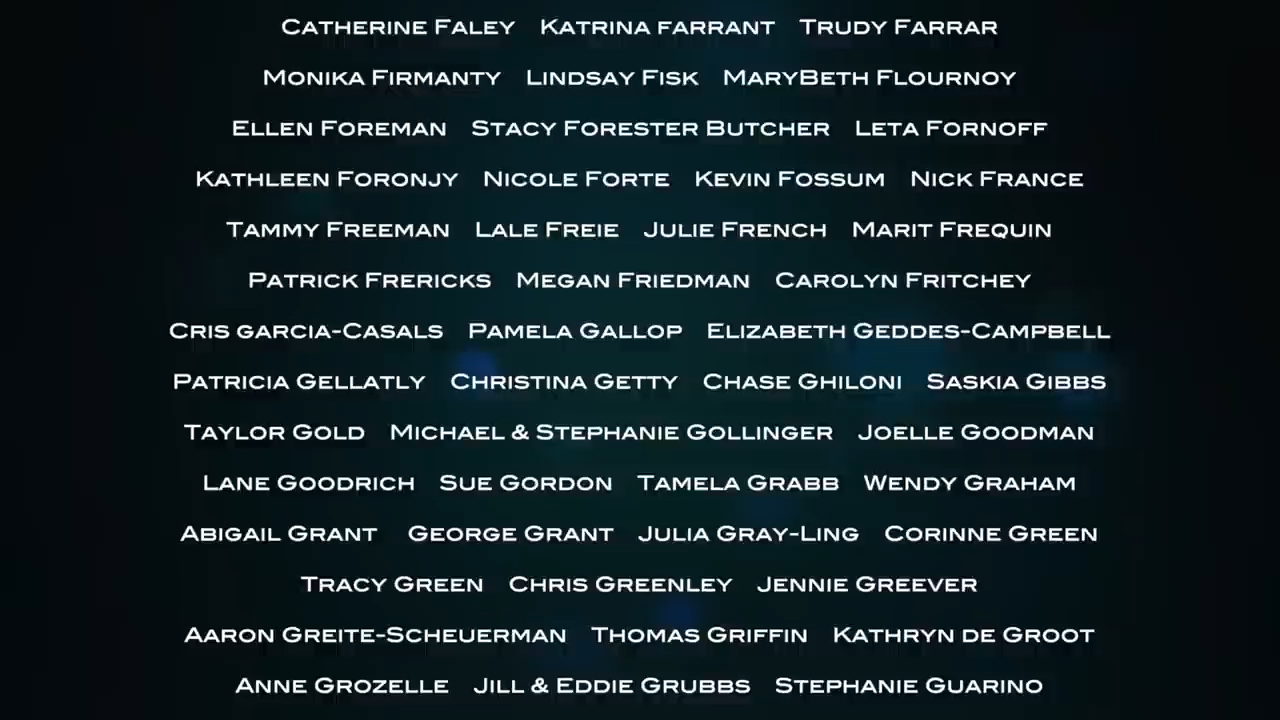 Catherine Faley Katrina farrant Trudy Farrar
Monika Firmanty Lindsay Fisk MaryBeth Flournoy
Ellen Foreman Stacy Forester Butcher Leta Fornoff
Kathleen Foronjy Nicole Forte Kevin Fossum Nick France
Tammy Freeman Lale Freie Julie French Marit Frequin
Patrick Frericks Megan Friedman Carolyn Fritchey
Cris garcia-Casals Pamela Gallop Elizabeth Geddes-Campbell
Patricia Gellatly Christina Getty Chase Ghiloni Saskia Gibbs
Taylor Gold Michael & Stephanie Gollinger Joelle Goodman
Lane Goodrich Sue Gordon Tamela Grabb Wendy Graham
Abigail Grant George Grant Julia Gray-Ling Corinne Green
Tracy Green Chris Greenley Jennie Greever
Aaron Greite-Scheuerman Thomas Griffin Kathryn de Groot
Anne Grozelle Jill & Eddie Grubbs Stephanie Guarino